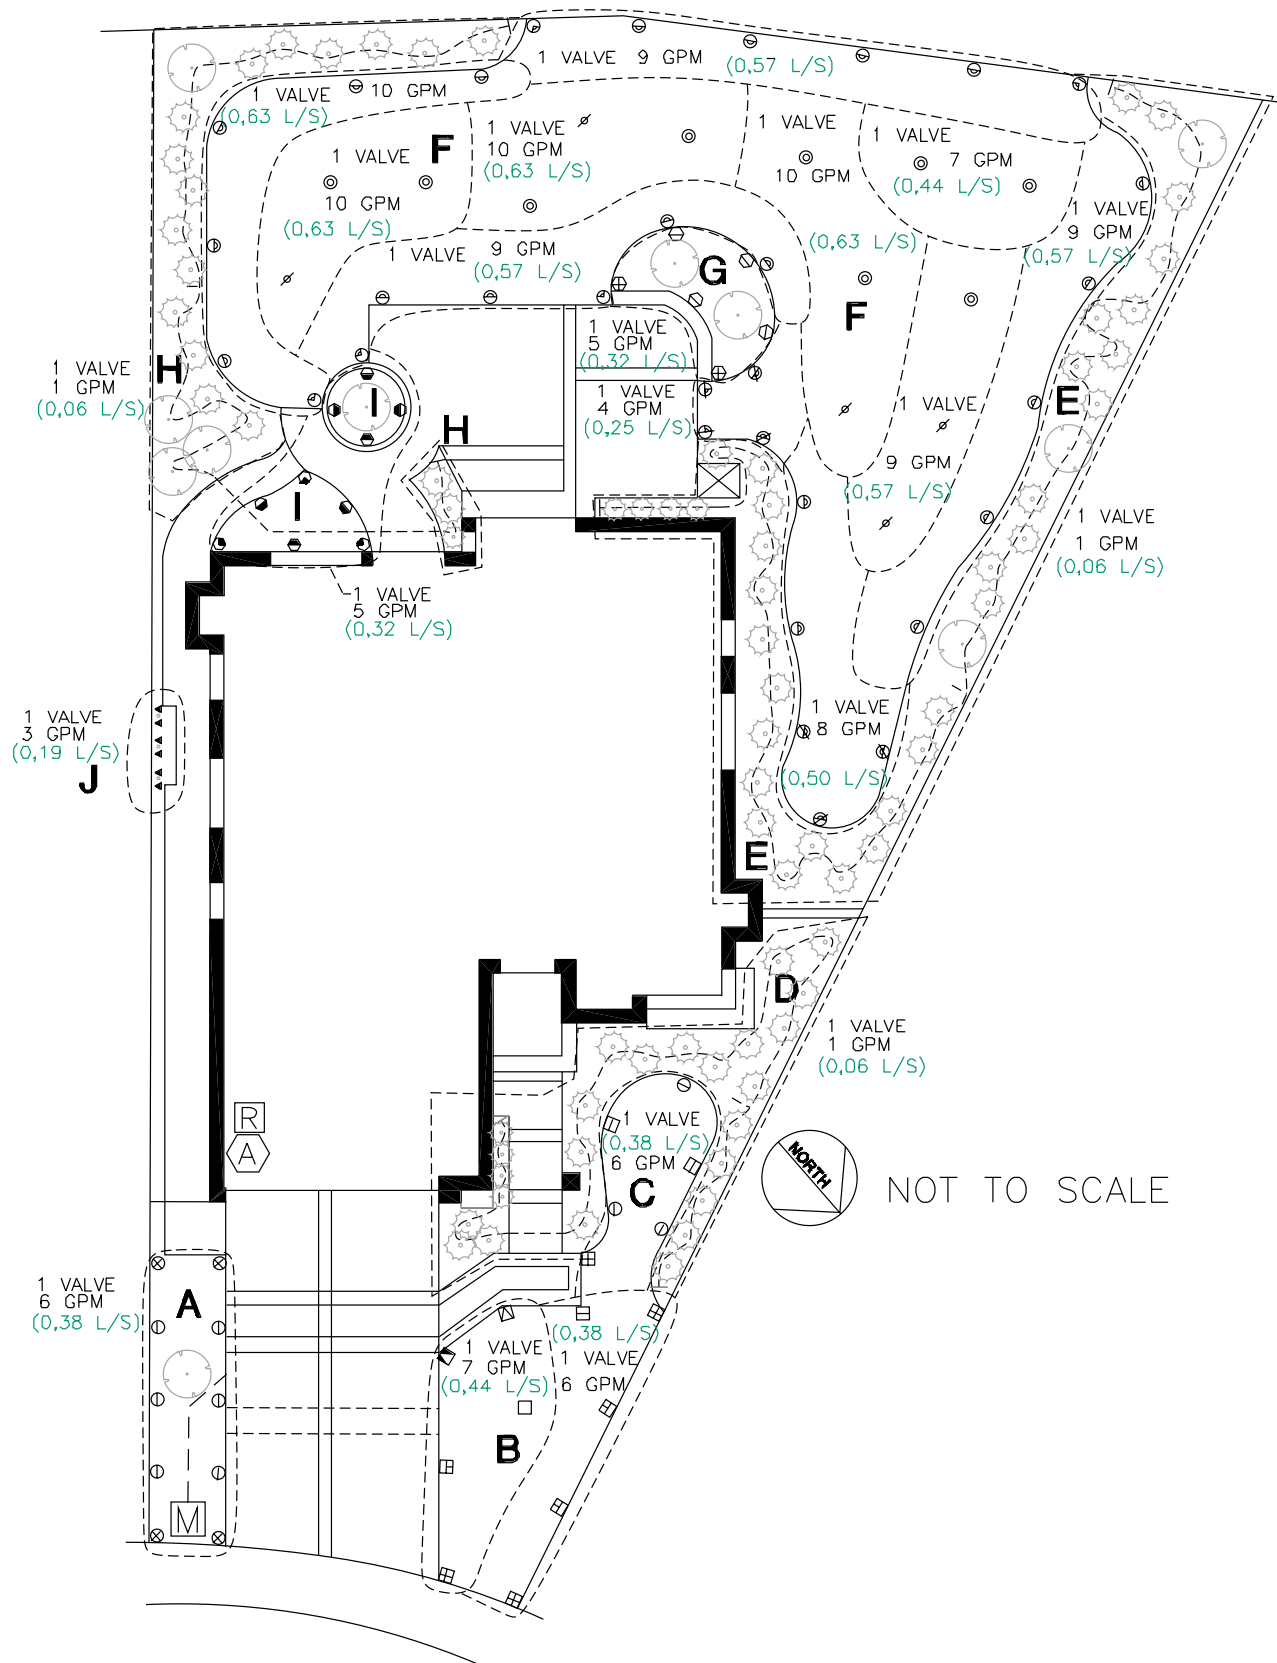 1 VALVE 9 GPM
(0,57 L/S)
1 VALVE 10 GPM
(0,63 L/S)
F
1 VALVE
10 GPM
(0,63 L/S)
1 VALVE
10 GPM
(0,63 L/S)
1 VALVE
10 GPM
(0,63 L/S)
1 VALVE
7 GPM
(0,44 L/S)
1 VALVE
9 GPM
(0,57 L/S)
1 VALVE 9 GPM
(0,57 L/S)
G
F
1 VALVE
5 GPM
(0,32 L/S)
1 VALVE
4 GPM
(0,25 L/S)
1 VALVE
1 GPM
(0,06 L/S)
H
I
H
I
E
1 VALVE
9 GPM
(0,57 L/S)
1 VALVE
1 GPM
(0,06 L/S)
1 VALVE
5 GPM
(0,32 L/S)
1 VALVE
3 GPM
(0,19 L/S)
J
1 VALVE
8 GPM
(0,50 L/S)
E
D
1 VALVE
1 GPM
(0,06 L/S)
R
A
1 VALVE
(0,38 L/S)
6 GPM
C
NORTH
NOT TO SCALE
1 VALVE
6 GPM
(0,38 L/S)
A
1 VALVE
7 GPM
(0,44 L/S)
(0,38 L/S)
1 VALVE
6 GPM
B
M